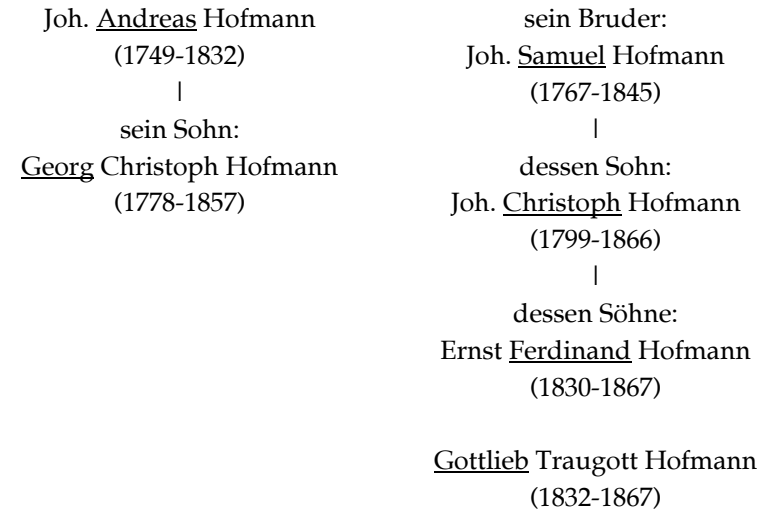 Joh. Andreas Hofmann
(1749-1832)
|
sein Sohn:
Georg Christoph Hofmann
(1778-1857)
sein Bruder:
Joh. Samuel Hofmann
(1767-1845)
|
dessen Sohn:
Joh. Christoph Hofmann
(1799-1866)
|
dessen Söhne:
Ernst Ferdinand Hofmann
(1830-1867)
Gottlieb Traugott Hofmann
(1832-1867)